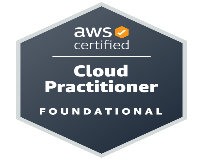 aws
certified
Cloud
Practitioner
FOUNDATIONAL